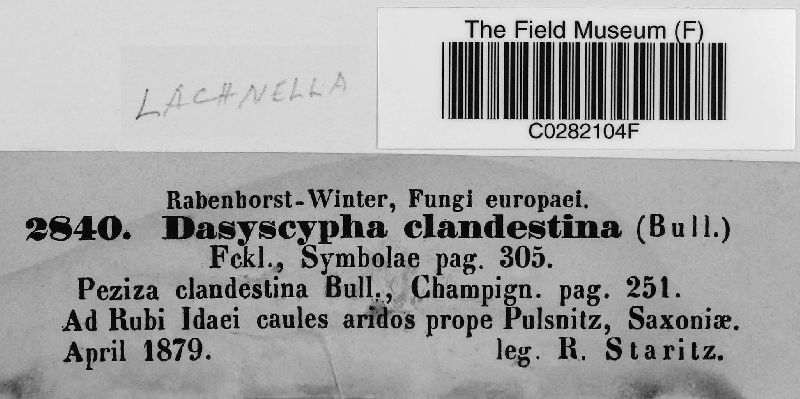 The Field Museum (F)
C0282104F
LACHNELLA
Rabenhorst-Winter, Fungi europaei.
2840. Dasyscypha clandestina (Bull.)
Fckl., Symbolae pag. 305.
Peziza clandestina Bull., Champign. pag. 251.
Ad Rubi Idaei caules aridos prope Pulsnitz, Saxoniæ.
April 1879. leg. R. Staritz.